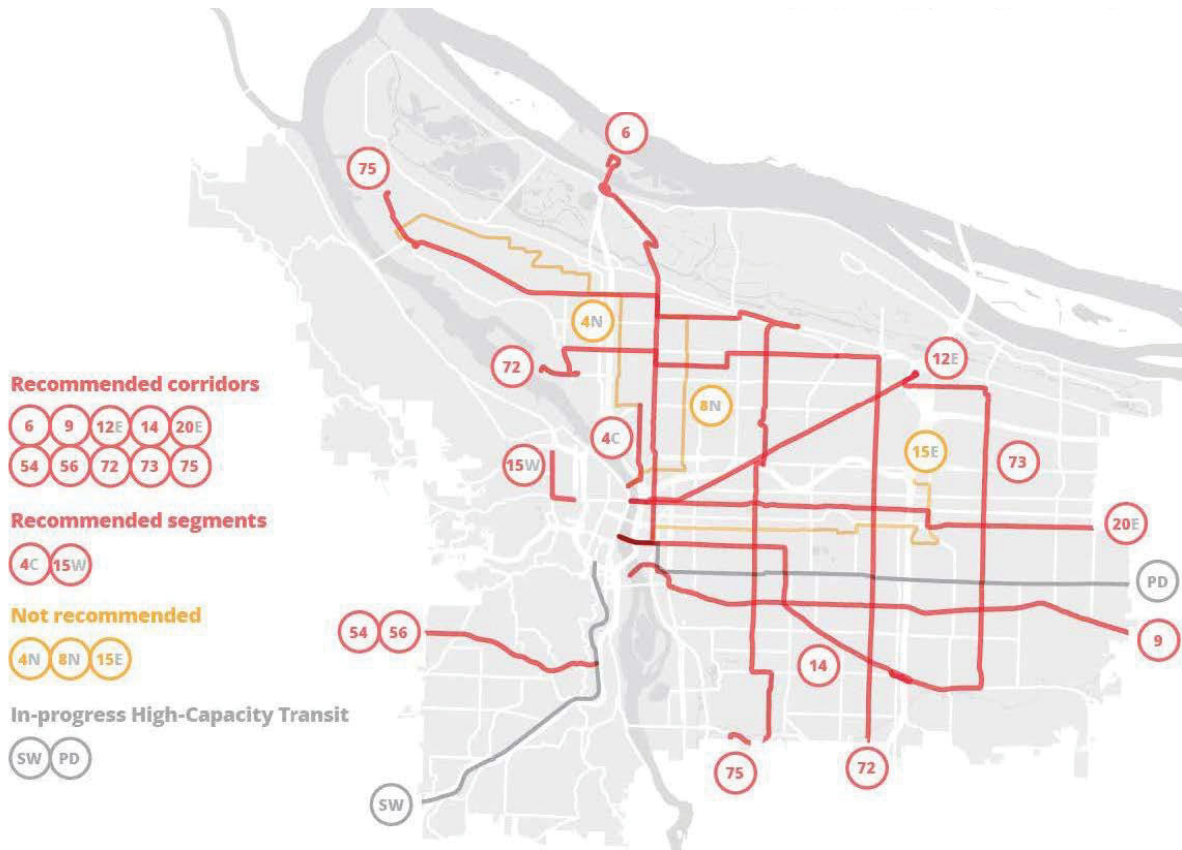 6
75
4N
72
12E
8N
4C
15W
15E
73
20E
PD
54 56
14
9
75
72
SW
Recommended corridors
6 9 12E 14 20E
54 56 72 73 75
Recommended segments
4C 15W
Not recommended
4N 8N 15E
In-progress High-Capacity Transit
SW PD